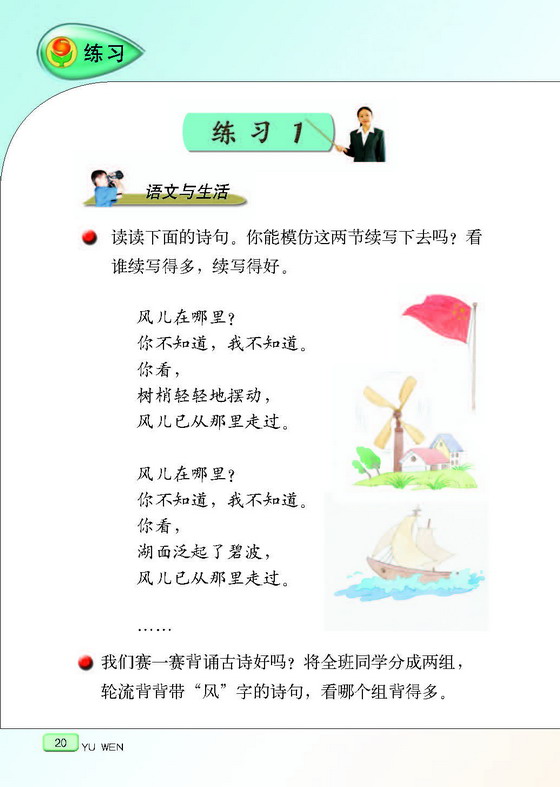 练习
练习 1
语文与生活
读读下面的诗句。你能模仿这两节续写下去吗？看
谁续写得多，续写得好。
风儿在哪里？
你不知道，我不知道。
你看，
树梢轻轻地摆动，
风儿已从那里走过。
风儿在哪里？
你不知道，我不知道。
你看，
湖面泛起了碧波，
风儿已从那里走过。
……
我们赛一赛背诵古诗好吗？将全班同学分成两组，
轮流背背带“风”字的诗句，看哪个组背得多。
20
YU WEN